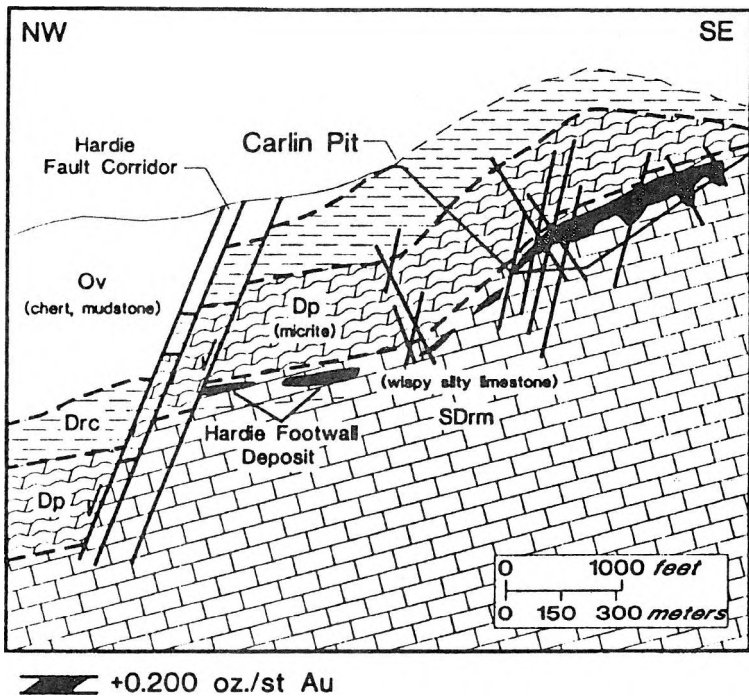 NW
SE
Hardie
Fault Corridor
Carlin Pit
Ov
(chert, mudstone)
Dp
(micrite)
(wispy silty limestone)
SDrm
Drc
Hardie Footwall
Deposit
Dp
0 1000 feet
0 150 300 meters
+0.200 oz./st Au